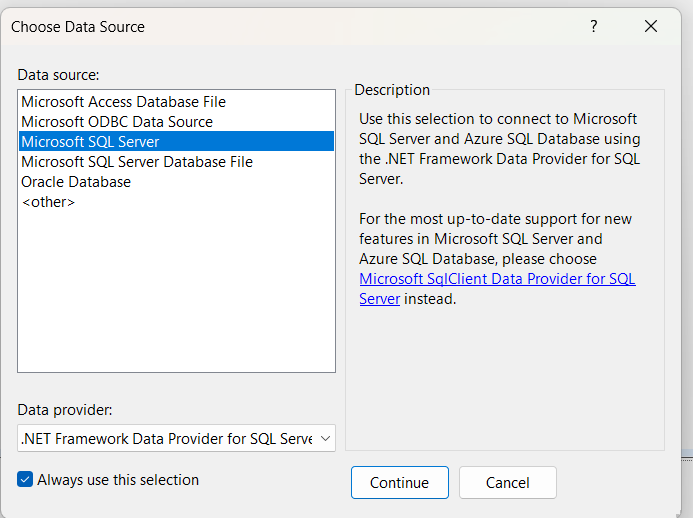 Choose Data Source
?
Data source:
Microsoft Access Database File
Microsoft ODBC Data Source
Microsoft SQL Server
Microsoft SQL Server Database File
Oracle Database
<other>
Description
Use this selection to connect to Microsoft
SQL Server and Azure SQL Database using
the .NET Framework Data Provider for SQL
Server.
For the most up-to-date support for new
features in Microsoft SQL Server and
Azure SQL Database, please choose
Microsoft SqlClient Data Provider for SQL
Server instead.
Data provider:
.NET Framework Data Provider for SQL Serve
Always use this selection
Continue
Cancel